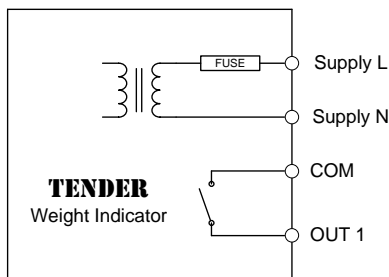 FUSE
Supply L
Supply N
COM
TENDER
Weight Indicator
OUT 1